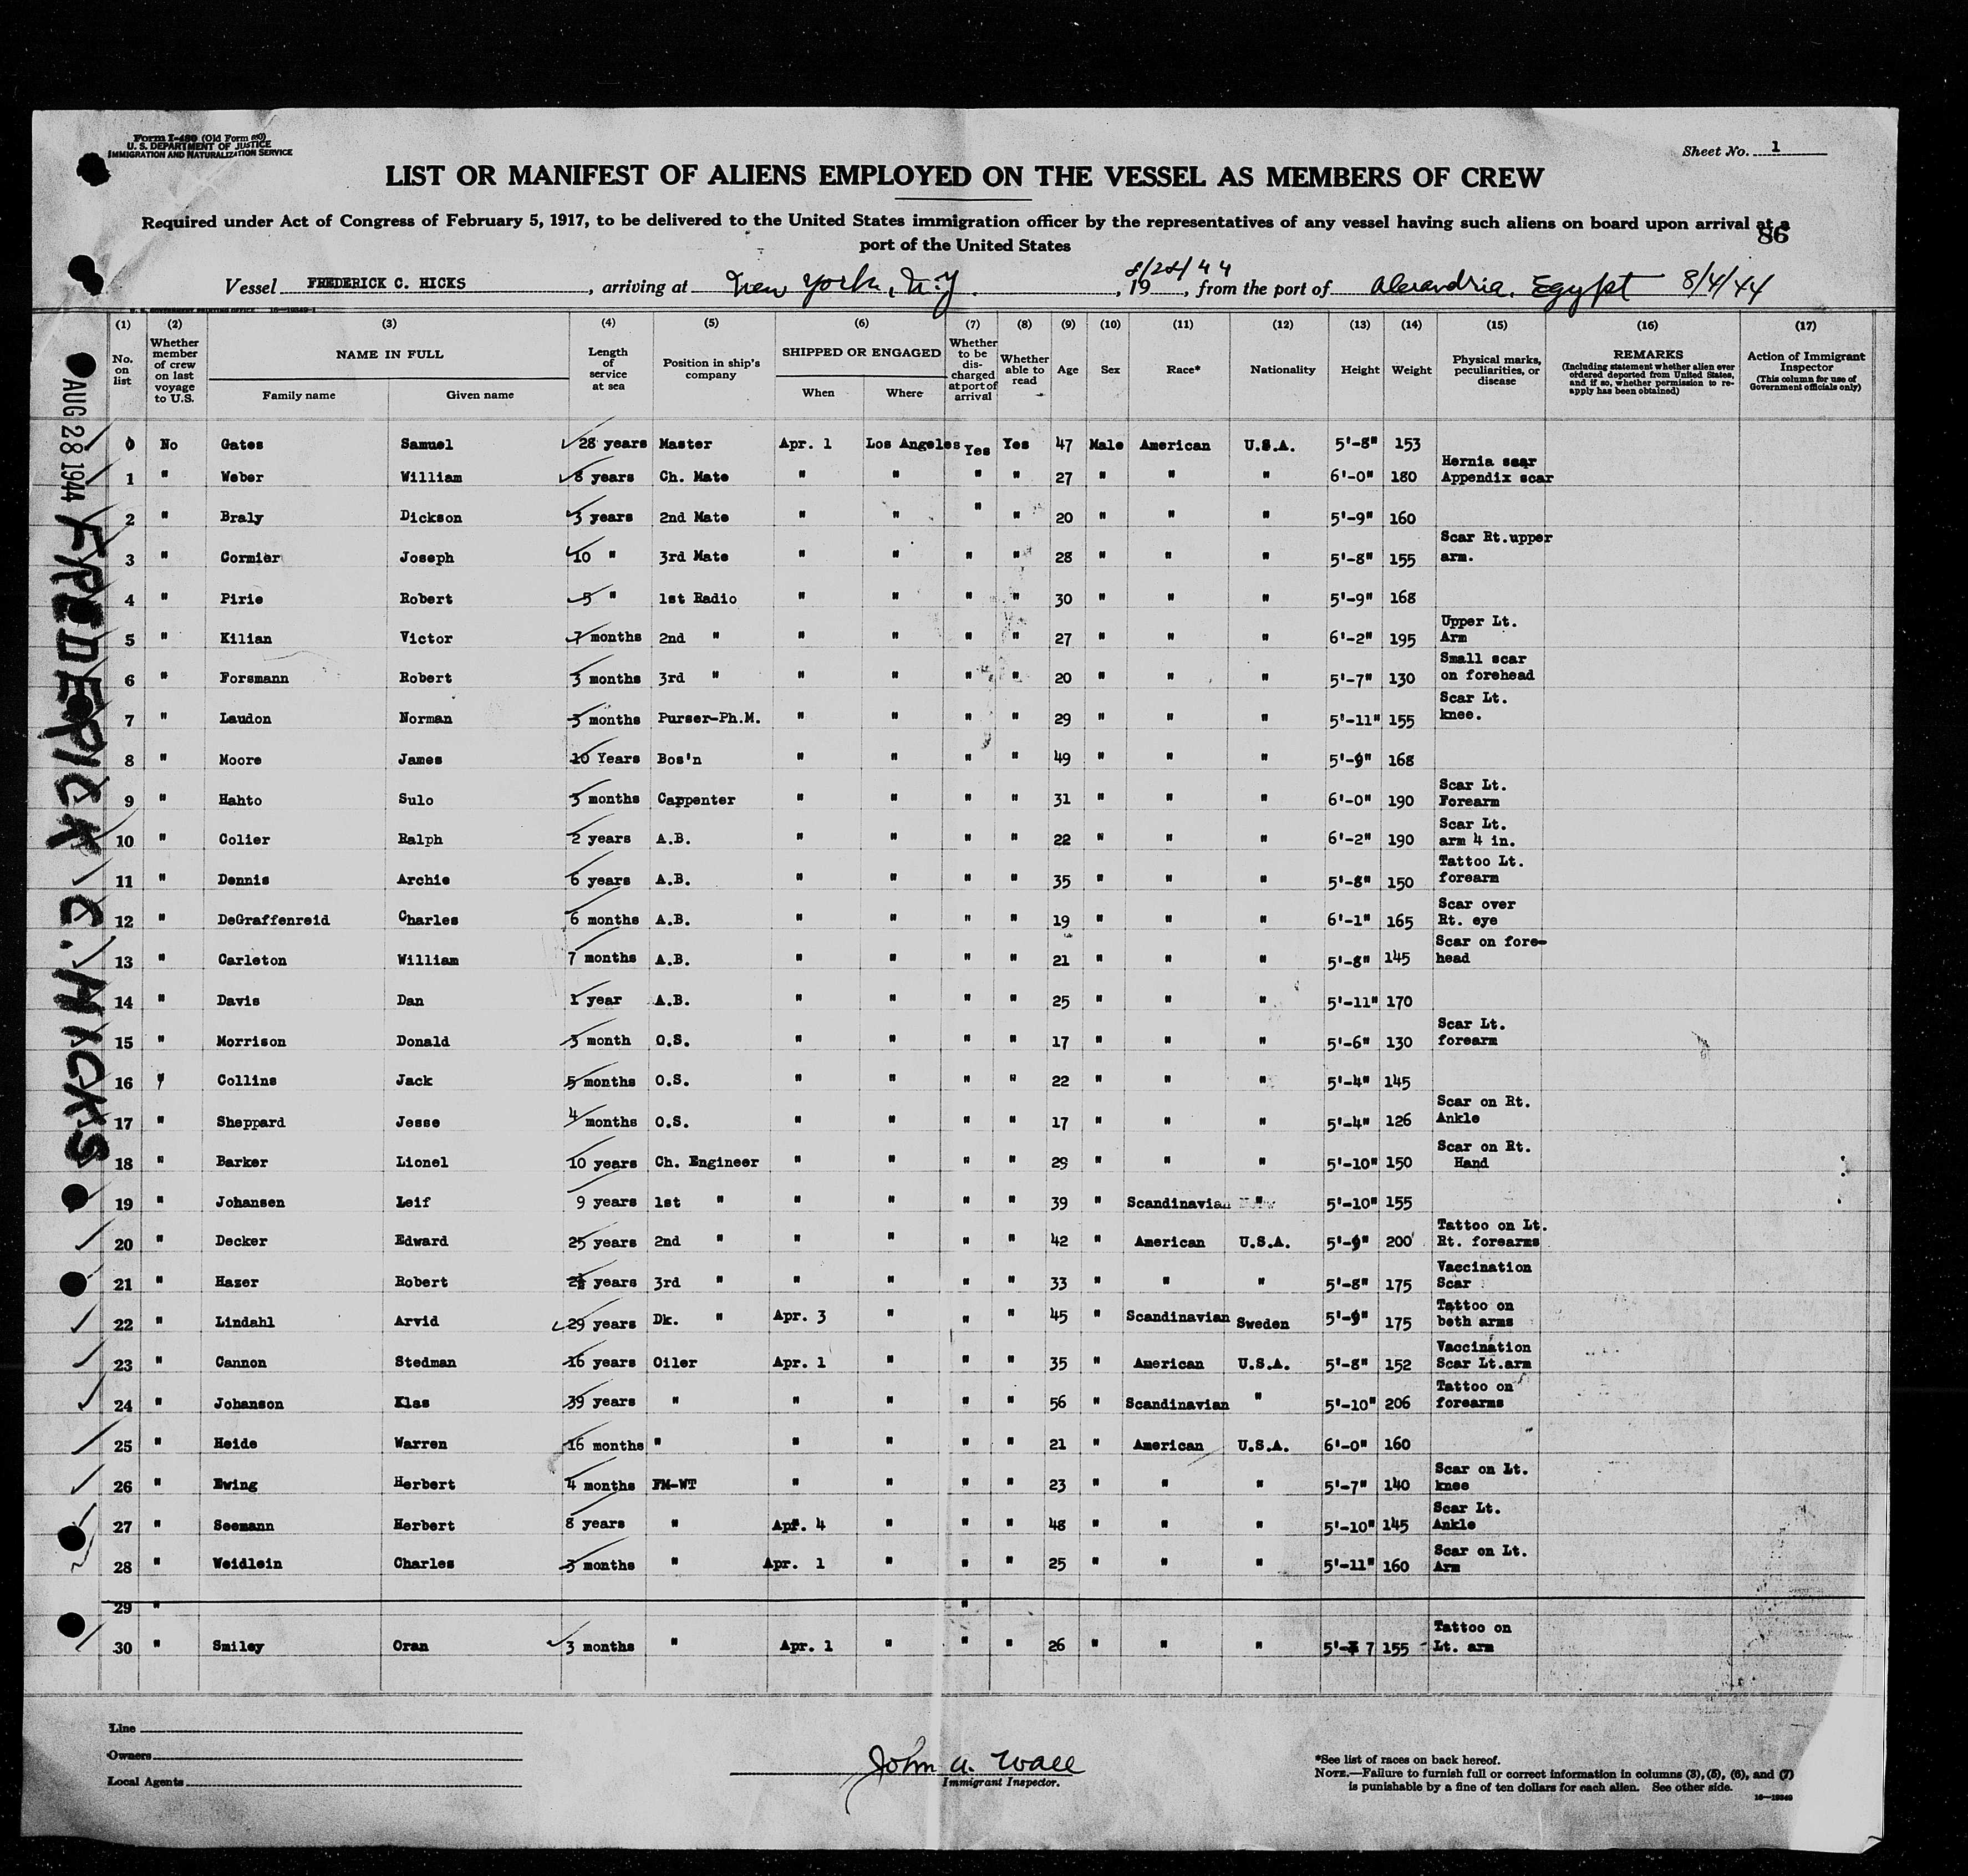 Form I-480 (Old Form 680)
U. S. DEPARTMENT OF JUSTICE
IMMIGRATION AND NATURALIZATION SERVICE
Sheet No. 1
LIST OR MANIFEST OF ALIENS EMPLOYED ON THE VESSEL AS MEMBERS OF CREW
Required under Act of Congress of February 5, 1917, to be delivered to the United States immigration officer by the representatives of any vessel having such aliens on board upon arrival at a
port of the United States
86
Vessel FREDERICK C. HICKS, arriving at New York, N.Y., 8/28/44 19, from the port of Alexandria, Egypt 8/4/44
U. S. GOVERNMENT PRINTING OFFICE 16—19349-1
(1) (2) (3) (4) (5) (6) (7) (8) (9) (10) (11) (12) (13) (14) (15) (16) (17)
No. on list Whether member of crew on last voyage to U.S. NAME IN FULL Family name Given name Length of service at sea Position in ship's company SHIPPED OR ENGAGED When Where Whether to be discharged at port of arrival Whether able to read Age Sex Race* Nationality Height Weight Physical marks, peculiarities, or disease REMARKS (Including statement whether alien ever ordered deported from United States, and if so, whether permission to reapply has been obtained) Action of Immigrant Inspector (This column for use of Government officials only)
0 No Gates Samuel 28 years Master Apr. 1 Los Angeles Yes Yes 47 Male American U.S.A. 5'-8" 153
1 " Weber William 8 years Ch. Mate " " " " 27 " " " 6'-0" 180 Hernia scar Appendix scar
2 " Braly Dickson 3 years 2nd Mate " " " " 20 " " " 5'-9" 160
3 " Cormier Joseph 10 " 3rd Mate " " " " 28 " " " 5'-8" 155 Scar Rt.upper arm.
4 " Pirie Robert 5 " 1st Radio " " " " 30 " " " 5'-9" 168
5 " Kilian Victor 7 months 2nd " " " " " 27 " " " 6'-2" 195 Upper Lt. Arm
6 " Forsmann Robert 3 months 3rd " " " " " 20 " " " 5'-7" 130 Small scar on forehead
7 " Laudon Norman 3 months Purser-Ph.M. " " " " 29 " " " 5'-11" 155 Scar Lt. knee.
8 " Moore James 10 Years Bos'n " " " " 49 " " " 5'-9" 168
9 " Hahto Sulo 3 months Cappenter " " " " 31 " " " 6'-0" 190 Scar Lt. Forearm
10 " Colier Ralph 2 years A.B. " " " " 22 " " " 6'-2" 190 Scar Lt. arm 4 in.
11 " Dennis Archie 6 years A.B. " " " " 35 " " " 5'-8" 150 Tattoo Lt. forearm
12 " DeGraffenreid Charles 6 months A.B. " " " " 19 " " " 6'-1" 165 Scar over Rt. eye
13 " Carleton William 7 months A.B. " " " " 21 " " " 5'-8" 145 Scar on fore-head
14 " Davis Dan 1 year A.B. " " " " 25 " " " 5'-11" 170
15 " Morrison Donald 3 month O.S. " " " " 17 " " " 5'-6" 130 Scar Lt. forearm
16 " Collins Jack 5 months O.S. " " " " 22 " " " 5'-4" 145
17 " Sheppard Jesse 4 months O.S. " " " " 17 " " " 5'-4" 126 Scar on Rt. Ankle
18 " Barker Lionel 10 years Ch. Engineer " " " " 29 " " " 5'-10" 150 Scar on Rt. Hand
19 " Johansen Leif 9 years 1st " " " " " 39 " Scandinavian " 5'-10" 155
20 " Decker Edward 25 years 2nd " " " " " 42 " American U.S.A. 5'-9" 200 Tattoo on Lt. Rt. forearms
21 " Hazer Robert years 3rd " " " " " 33 " " " 5'-8" 175 Vaccination Scar
22 " Lindahl Arvid 29 years Dk. " Apr. 3 " " " 45 " Scandinavian Sweden 5'-9" 175 Tattoo on both arms
23 " Cannon Stedman 16 years Oiler Apr. 1 " " " 35 " American U.S.A. 5'-8" 152 Vaccination Scar Lt.arm
24 " Johanson Klas 39 years " " " " " 56 " Scandinavian " 5'-10" 206 Tattoo on forearms
25 " Heide Warren 16 months " " " " " 21 " American U.S.A. 6'-0" 160
26 " Ewing Herbert 4 months FM-WT " " " " 23 " " " 5'-7" 140 Scar on Lt. knee
27 " Seemann Herbert 8 years " Apr. 4 " " " 48 " " " 5'-10" 145 Scar Lt. Ankle
28 " Weidlein Charles 3 months " Apr. 1 " " " 25 " " " 5'-11" 160 Scar on Lt. Arm
29 " "
30 " Smiley Oran 3 months " Apr. 1 " " " 26 " " " 5'-7 155 Tattoo on Lt. arm
AUG 28 1944 FREDERICK C. HICKS
Line
Owners
Local Agents
John A. Wall
Immigrant Inspector.
*See list of races on back hereof.
NOTE.—Failure to furnish full or correct information in columns (3), (5), (6), and (7)
is punishable by a fine of ten dollars for each alien. See other side.
16—19349